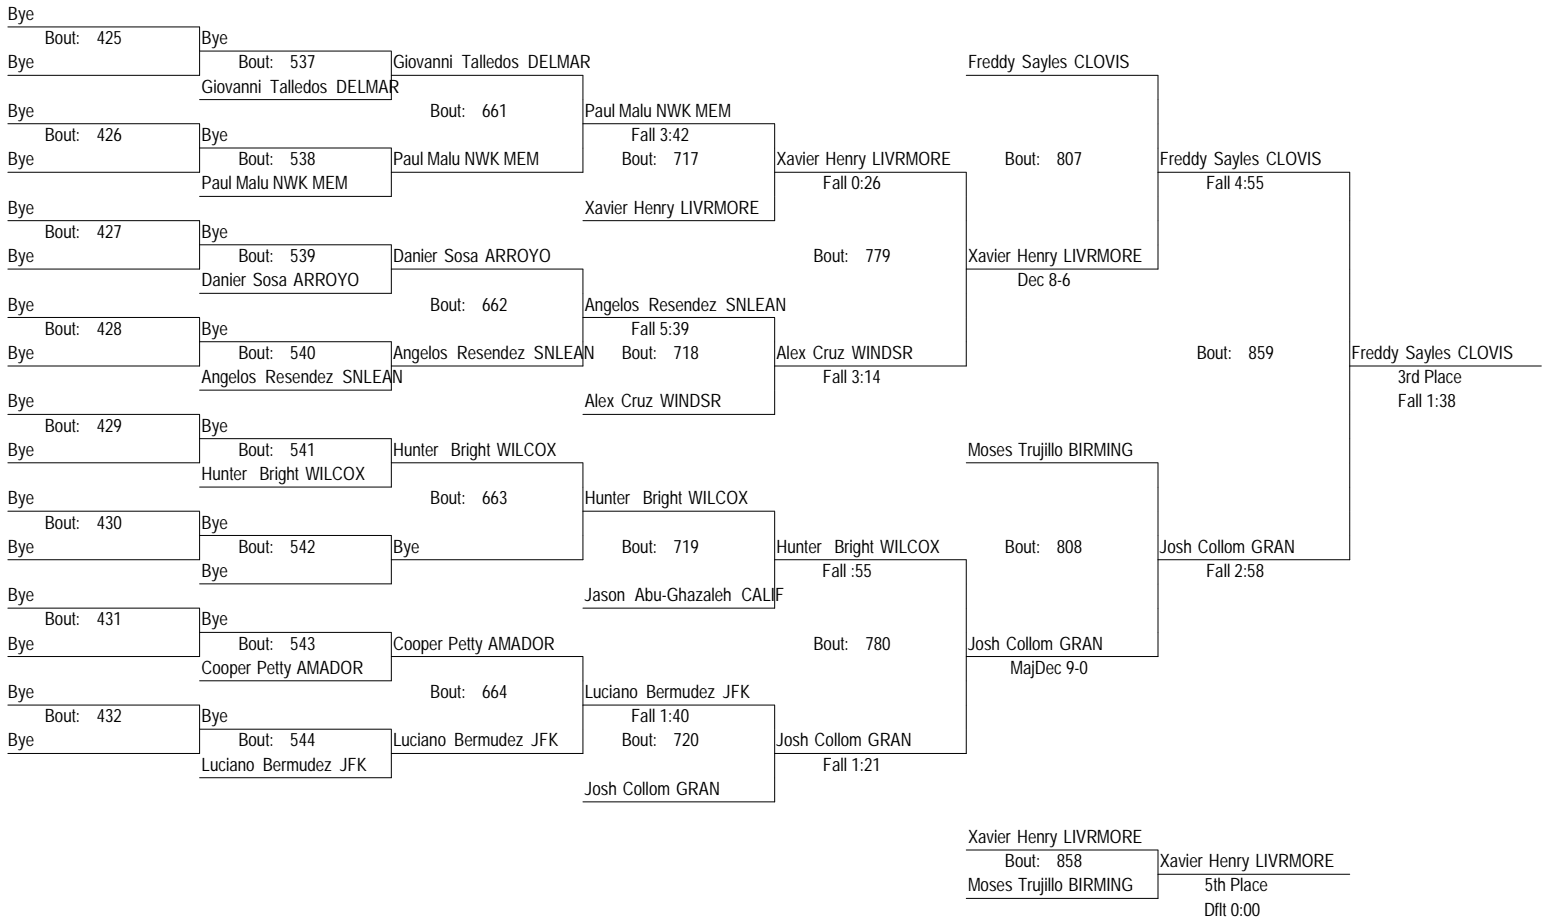 Bye
Bout: 425
Bye
Bye
Bout: 537
Giovanni Talledos DELMAR
Giovanni Talledos DELMAR
Bout: 661
Bye
Bout: 426
Bye
Bye
Bout: 538
Paul Malu NWK MEM
Paul Malu NWK MEM
Paul Malu NWK MEM
Fall 3:42
Bout: 717
Xavier Henry LIVRMORE
Bye
Bout: 427
Bye
Bye
Bout: 539
Danier Sosa ARROYO
Danier Sosa ARROYO
Bout: 662
Bye
Bout: 428
Bye
Bye
Bout: 540
Angelos Resendez SNLEAN
Angelos Resendez SNLEAN
Angelos Resendez SNLEAN
Fall 5:39
Bout: 718
Alex Cruz WINDSR
Xavier Henry LIVRMORE
Fall 0:26
Bout: 779
Alex Cruz WINDSR
Fall 3:14
Freddy Sayles CLOVIS
Bout: 807
Xavier Henry LIVRMORE
Dec 8-6
Freddy Sayles CLOVIS
Fall 4:55
Bout: 859
Freddy Sayles CLOVIS
3rd Place
Fall 1:38
Bye
Bout: 429
Bye
Bye
Bout: 541
Hunter Bright WILCOX
Hunter Bright WILCOX
Bout: 663
Bye
Bout: 430
Bye
Bye
Bout: 542
Bye
Bye
Hunter Bright WILCOX
Bout: 719
Jason Abu-Ghazaleh CALIF
Bye
Bout: 431
Bye
Bye
Bout: 543
Cooper Petty AMADOR
Cooper Petty AMADOR
Bout: 664
Bye
Bout: 432
Bye
Bye
Bout: 544
Luciano Bermudez JFK
Luciano Bermudez JFK
Luciano Bermudez JFK
Fall 1:40
Bout: 720
Josh Collom GRAN
Hunter Bright WILCOX
Fall :55
Bout: 780
Josh Collom GRAN
Fall 1:21
Moses Trujillo BIRMING
Bout: 808
Josh Collom GRAN
MajDec 9-0
Josh Collom GRAN
Fall 2:58
Xavier Henry LIVRMORE
Bout: 858
Moses Trujillo BIRMING
Xavier Henry LIVRMORE
5th Place
Dflt 0:00